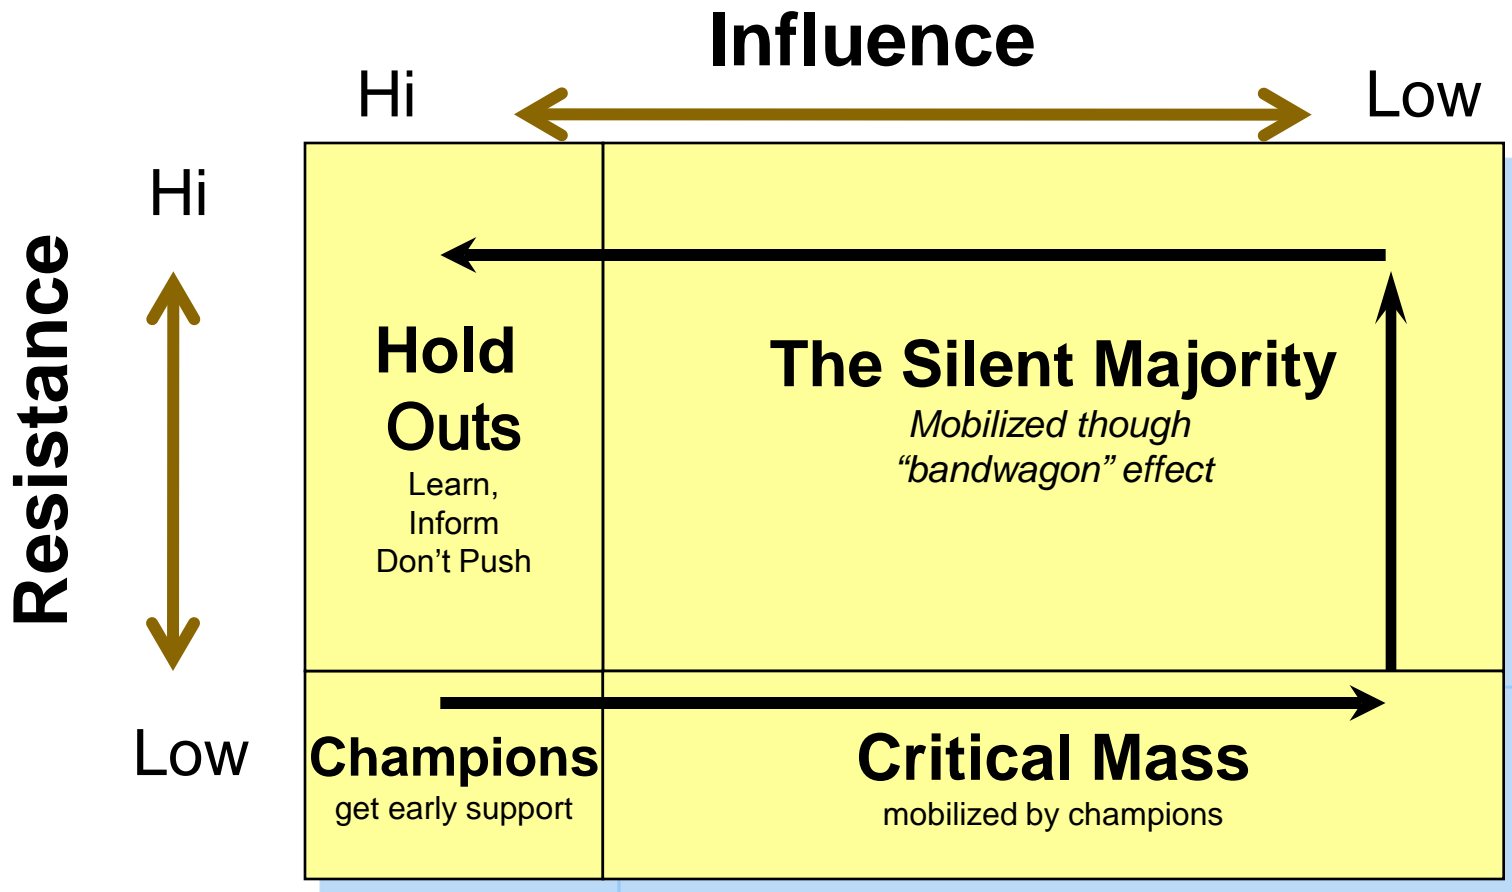 Influence
Hi
Low
Hi
Resistance
Low
Hold
Outs
Learn,
Inform
Don't Push
The Silent Majority
Mobilized though
“bandwagon” effect
Champions
get early support
Critical Mass
mobilized by champions